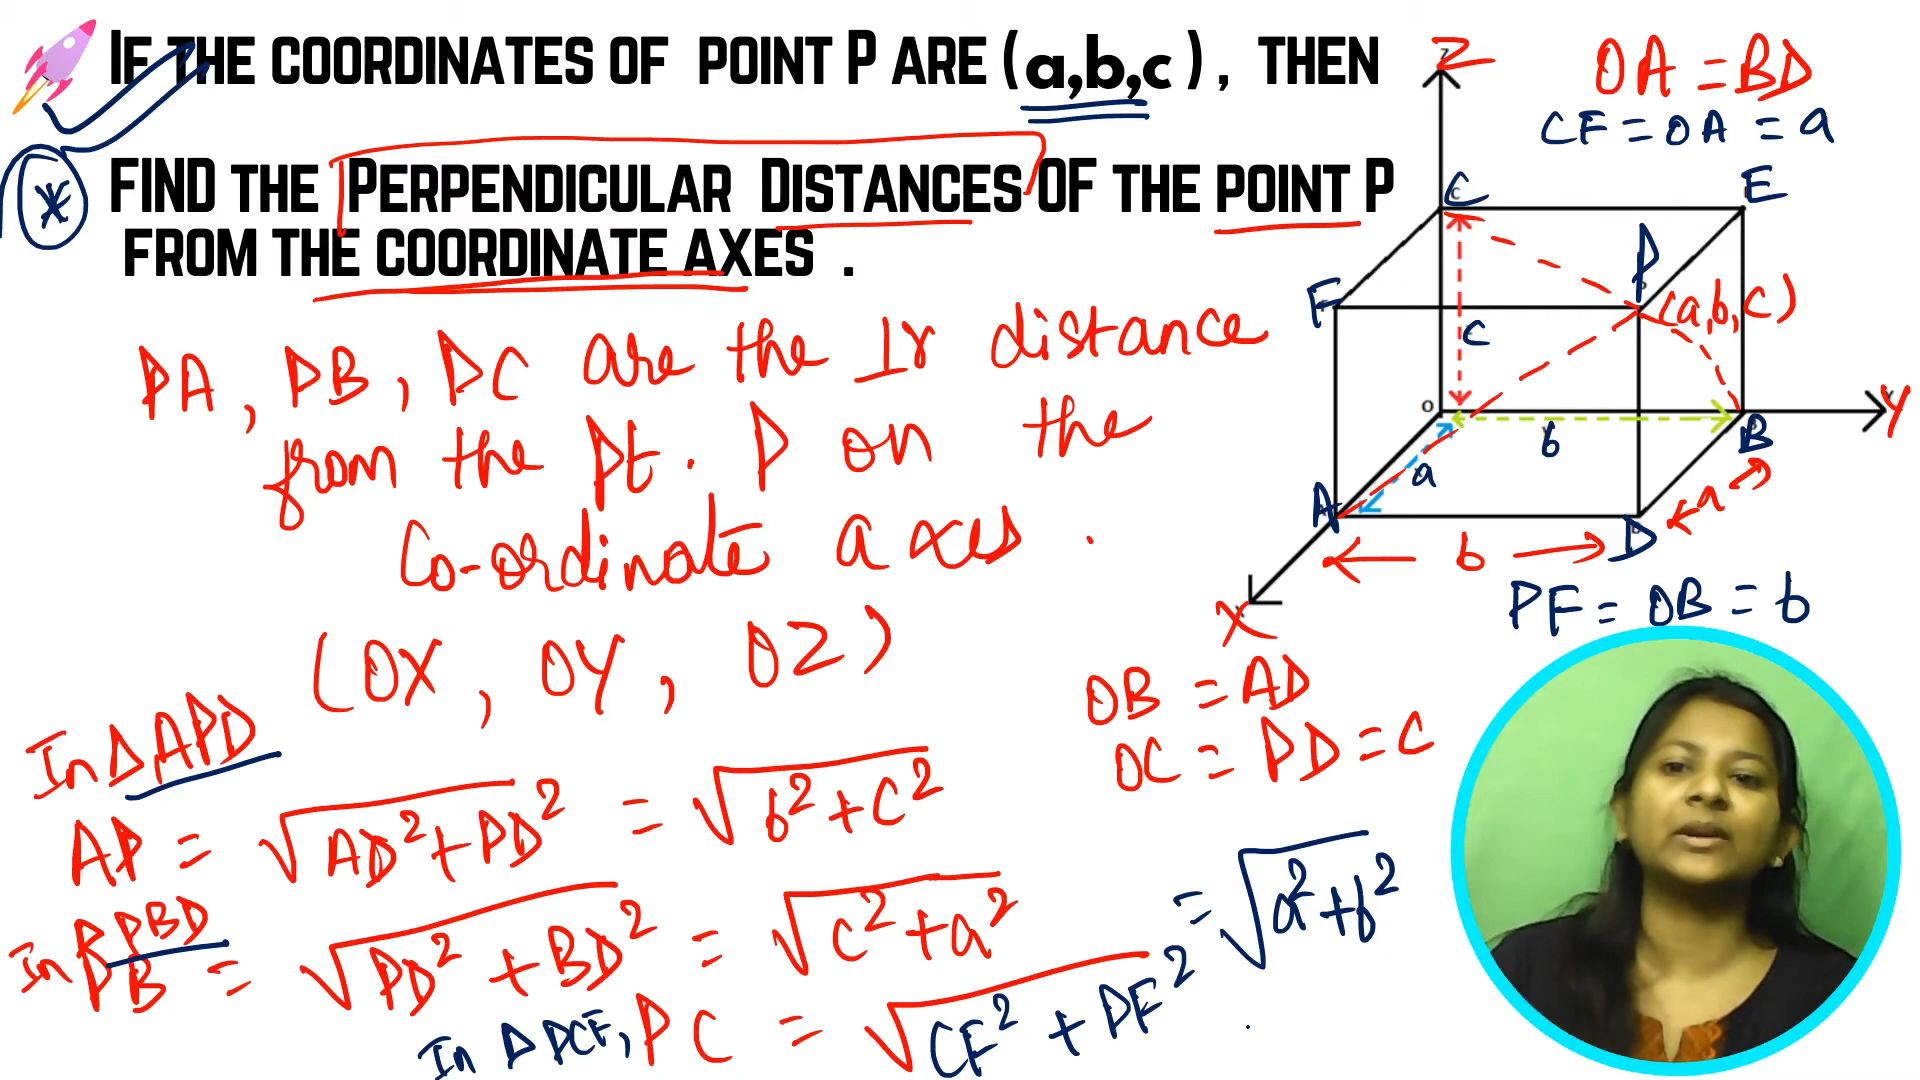 IF THE COORDINATES OF POINT P ARE (a,b,c), THEN
FIND THE PERPENDICULAR DISTANCES OF THE POINT P
FROM THE COORDINATE AXES .
PA, PB, PC are the ⊥r distance
from the Pt. P on the
Co-ordinate axes.
(OX, OY, OZ)
In ΔAPD
AP = √AD²+PD² = √b²+c²
In Δ PBD
PB = √PD² + BD² = √c²+a²
In Δ PCF, PC = √CF² + PF² = √a²+b²
OA = BD
CF = OA = a
Z
C
E
P
F
(a,b,c)
c
O
Y
b
B
a
a
A
D
b
X
PF = OB = b
OB = AD
OC = PD = C